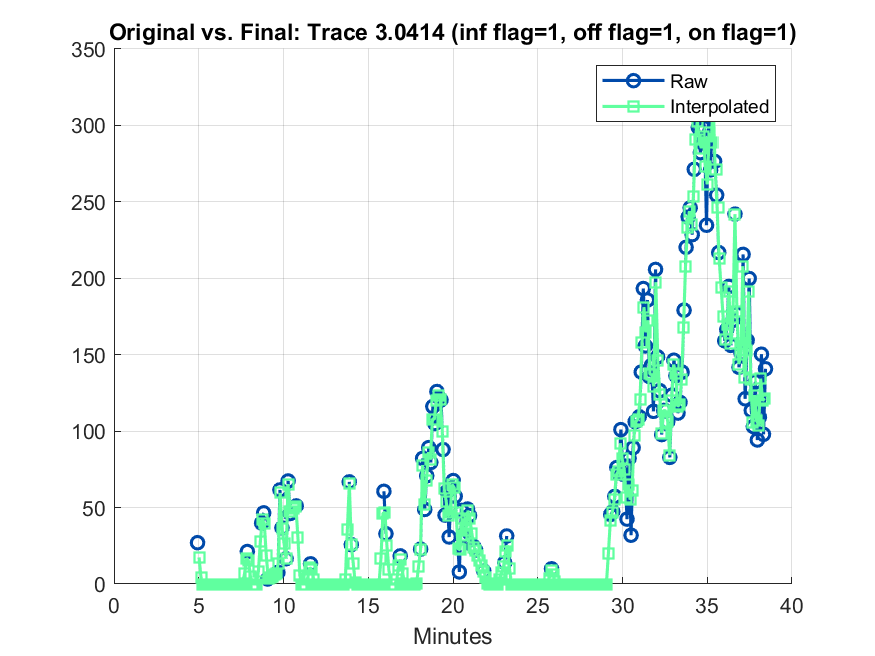 Original vs. Final: Trace 3.0414 (inf flag=1, off flag=1, on flag=1)
350
300
250
200
150
100
50
0
Raw
Interpolated
0 5 10 15 20 25 30 35 40
Minutes